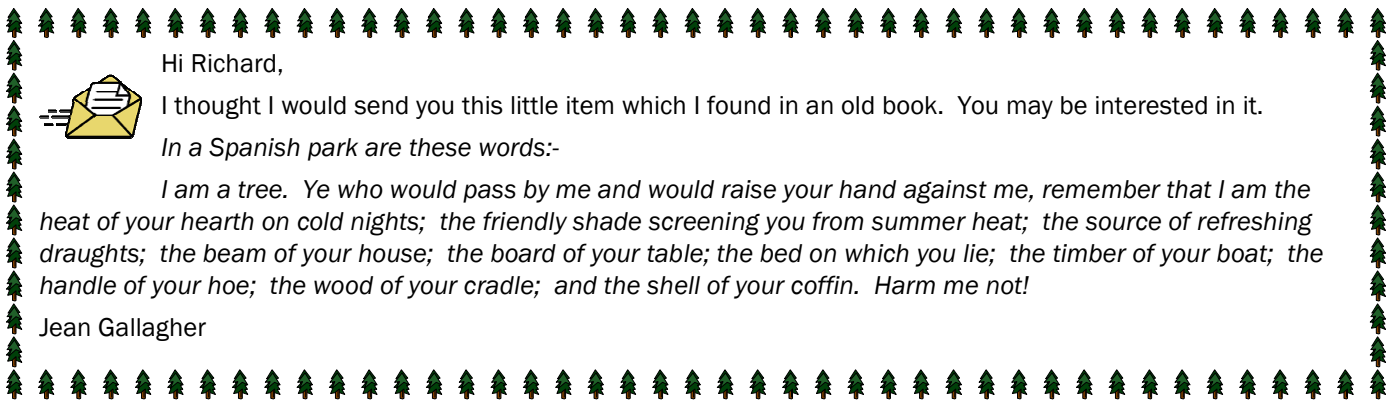 Hi Richard,
I thought I would send you this little item which I found in an old book.  You may be interested in it.
In a Spanish park are these words:-
I am a tree.  Ye who would pass by me and would raise your hand against me, remember that I am the
heat of your hearth on cold nights;  the friendly shade screening you from summer heat;  the source of refreshing
draughts;  the beam of your house;  the board of your table; the bed on which you lie;  the timber of your boat;  the
handle of your hoe;  the wood of your cradle;  and the shell of your coffin.  Harm me not!
Jean Gallagher